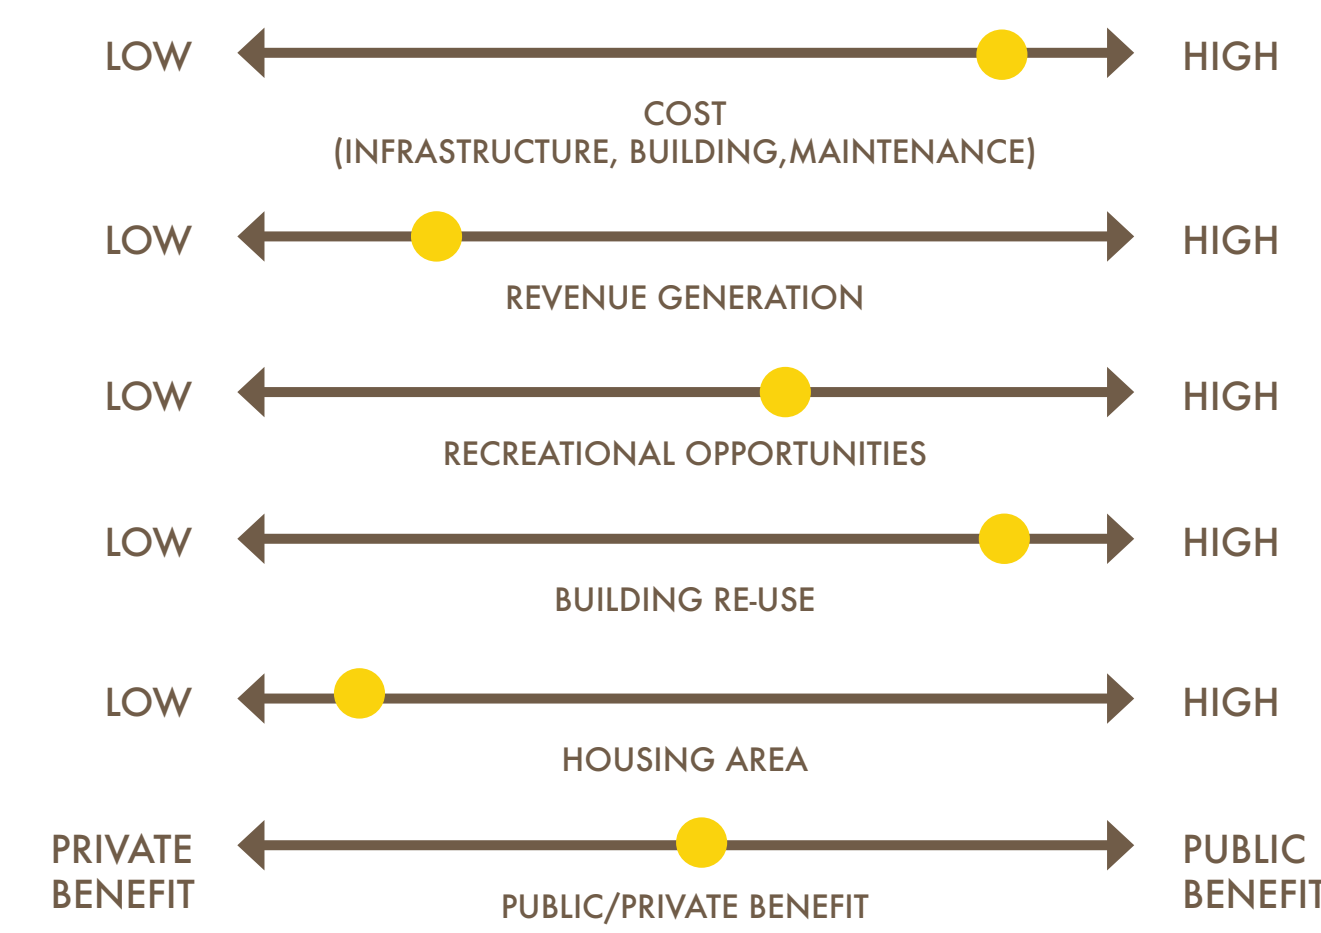 LOW HIGH
COST
(INFRASTRUCTURE, BUILDING,MAINTENANCE)
LOW HIGH
REVENUE GENERATION
LOW HIGH
RECREATIONAL OPPORTUNITIES
LOW HIGH
BUILDING RE-USE
LOW HIGH
HOUSING AREA
PRIVATE PUBLIC
BENEFIT BENEFIT
PUBLIC/PRIVATE BENEFIT